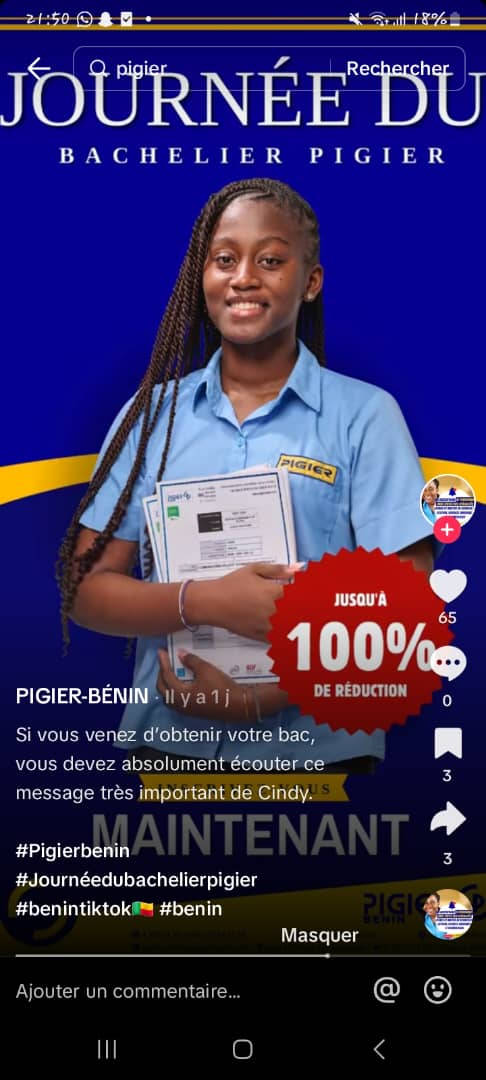 21:50
18%
pigier
Rechercher
JOURNÉE DU
BACHELIER PIGIER
PIGIER
JUSQU'À
100%
DE RÉDUCTION
65
0
3
3
PIGIER-BÉNIN · Il y a 1 j
Si vous venez d'obtenir votre bac,
vous devez absolument écouter ce
message très important de Cindy.
MAINTENANT
#Pigierbenin
#Journéedubachelierpigier
#benintiktok🇧🇯 #benin
PIGIER
BENIN
Masquer
Ajouter un commentaire...